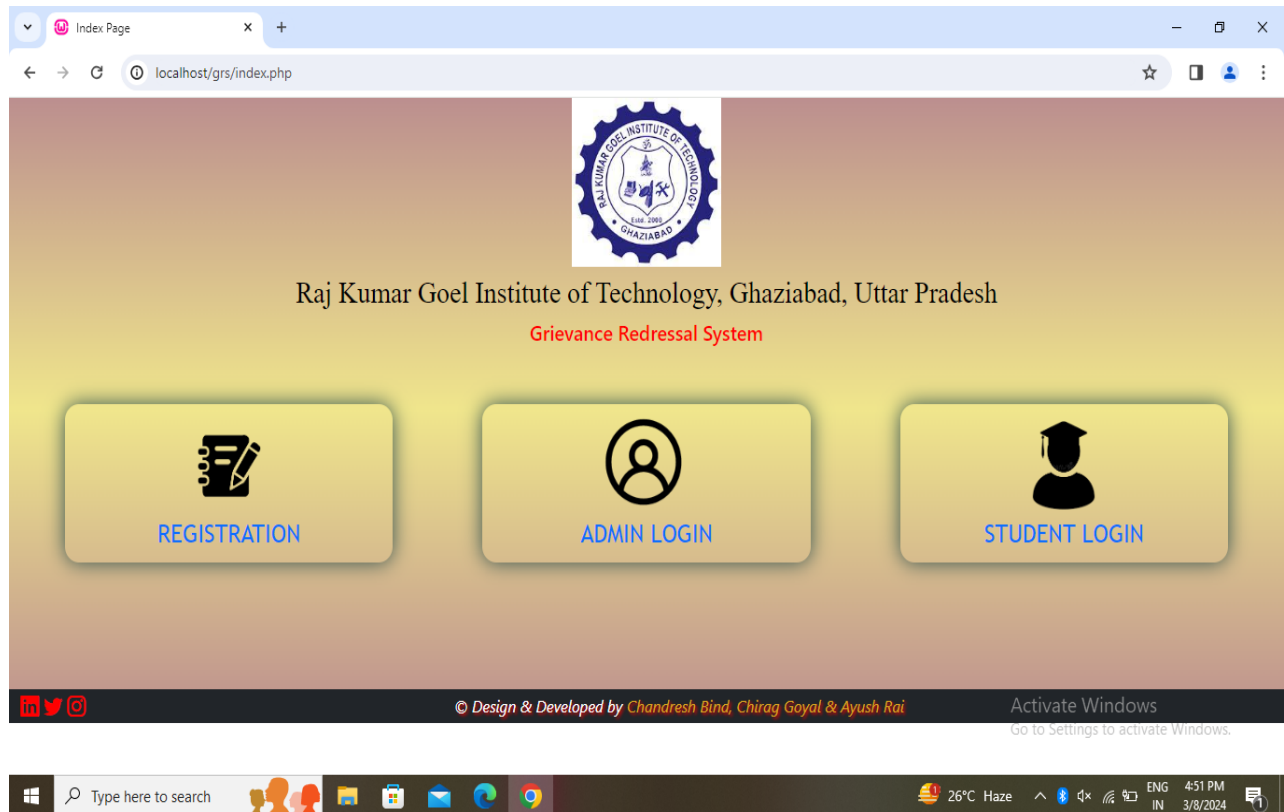 Index Page
localhost/grs/index.php
RAJ KUMAR GOEL INSTITUTE OF TECHNOLOGY
Estd. 2000
GHAZIABAD
Raj Kumar Goel Institute of Technology, Ghaziabad, Uttar Pradesh
Grievance Redressal System
REGISTRATION
ADMIN LOGIN
STUDENT LOGIN
© Design & Developed by Chandresh Bind, Chirag Goyal & Ayush Rai
Activate Windows
Go to Settings to activate Windows.
Type here to search
26°C Haze
ENG
IN
4:51 PM
3/8/2024